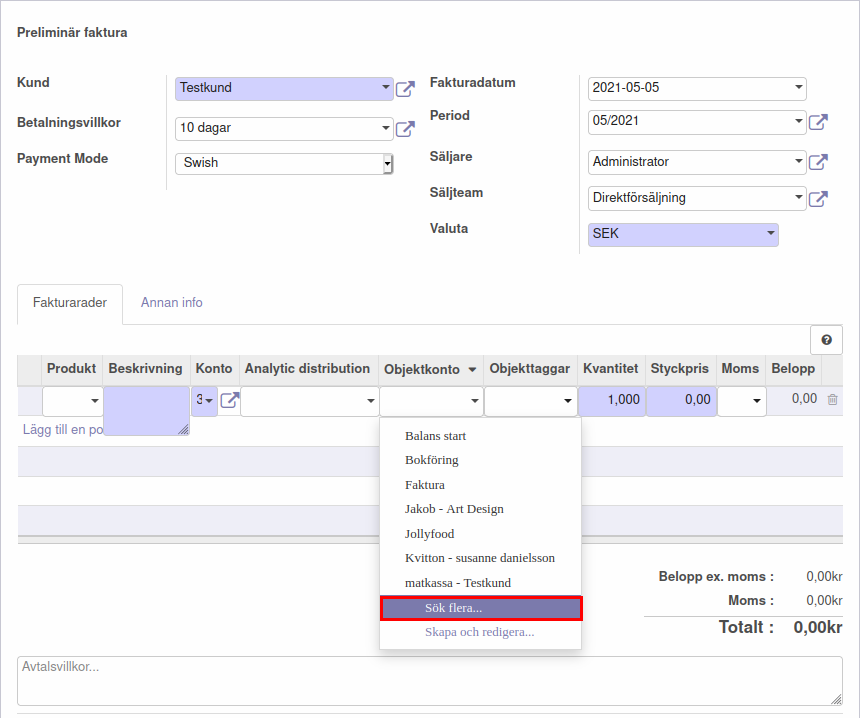 Preliminär faktura
Kund Testkund
Betalningsvillkor 10 dagar
Payment Mode Swish
Fakturadatum 2021-05-05
Period 05/2021
Säljare Administrator
Säljteam Direktförsäljning
Valuta SEK
Fakturarader Annan info
?
Produkt Beskrivning Konto Analytic distribution Objektkonto Objekttaggar Kvantitet Styckpris Moms Belopp
3 1,000 0,00 0,00
Lägg till en po
Balans start
Bokföring
Faktura
Jakob - Art Design
Jollyfood
Kvitton - susanne danielsson
matkassa - Testkund
Sök flera...
Skapa och redigera...
Belopp ex. moms : 0,00kr
Moms : 0,00kr
Totalt : 0,00kr
Avtalsvillkor...